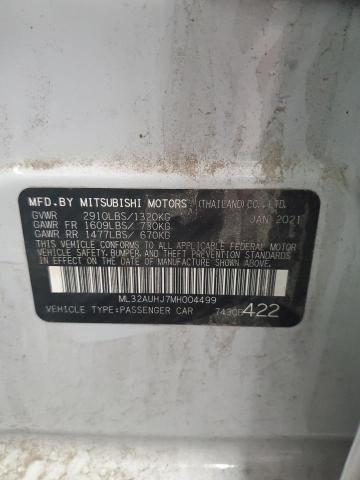 MFD.BY MITSUBISHI MOTORS (THAILAND) CO., LTD.
GVWR 2910LBS/1320KG JAN 2021
GAWR FR 1609LBS/ 730KG
GAWR RR 1477LBS/ 670KG
THIS VEHICLE CONFORMS TO ALL APPLICABLE FEDERAL MOTOR
VEHICLE SAFETY, BUMPER, AND THEFT PREVENTION STANDARDS
IN EFFECT ON THE DATE OF MANUFACTURE SHOWN ABOVE.
ML32AUHJ7MH004499
VEHICLE TYPE:PASSENGER CAR 7430B422